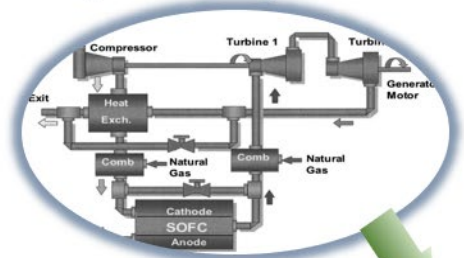 Compressor
Turbine 1
Generator
Motor
Exit
Heat
Exch.
Comb
Natural
Gas
Comb
Natural
Gas
Cathode
SOFC
Anode